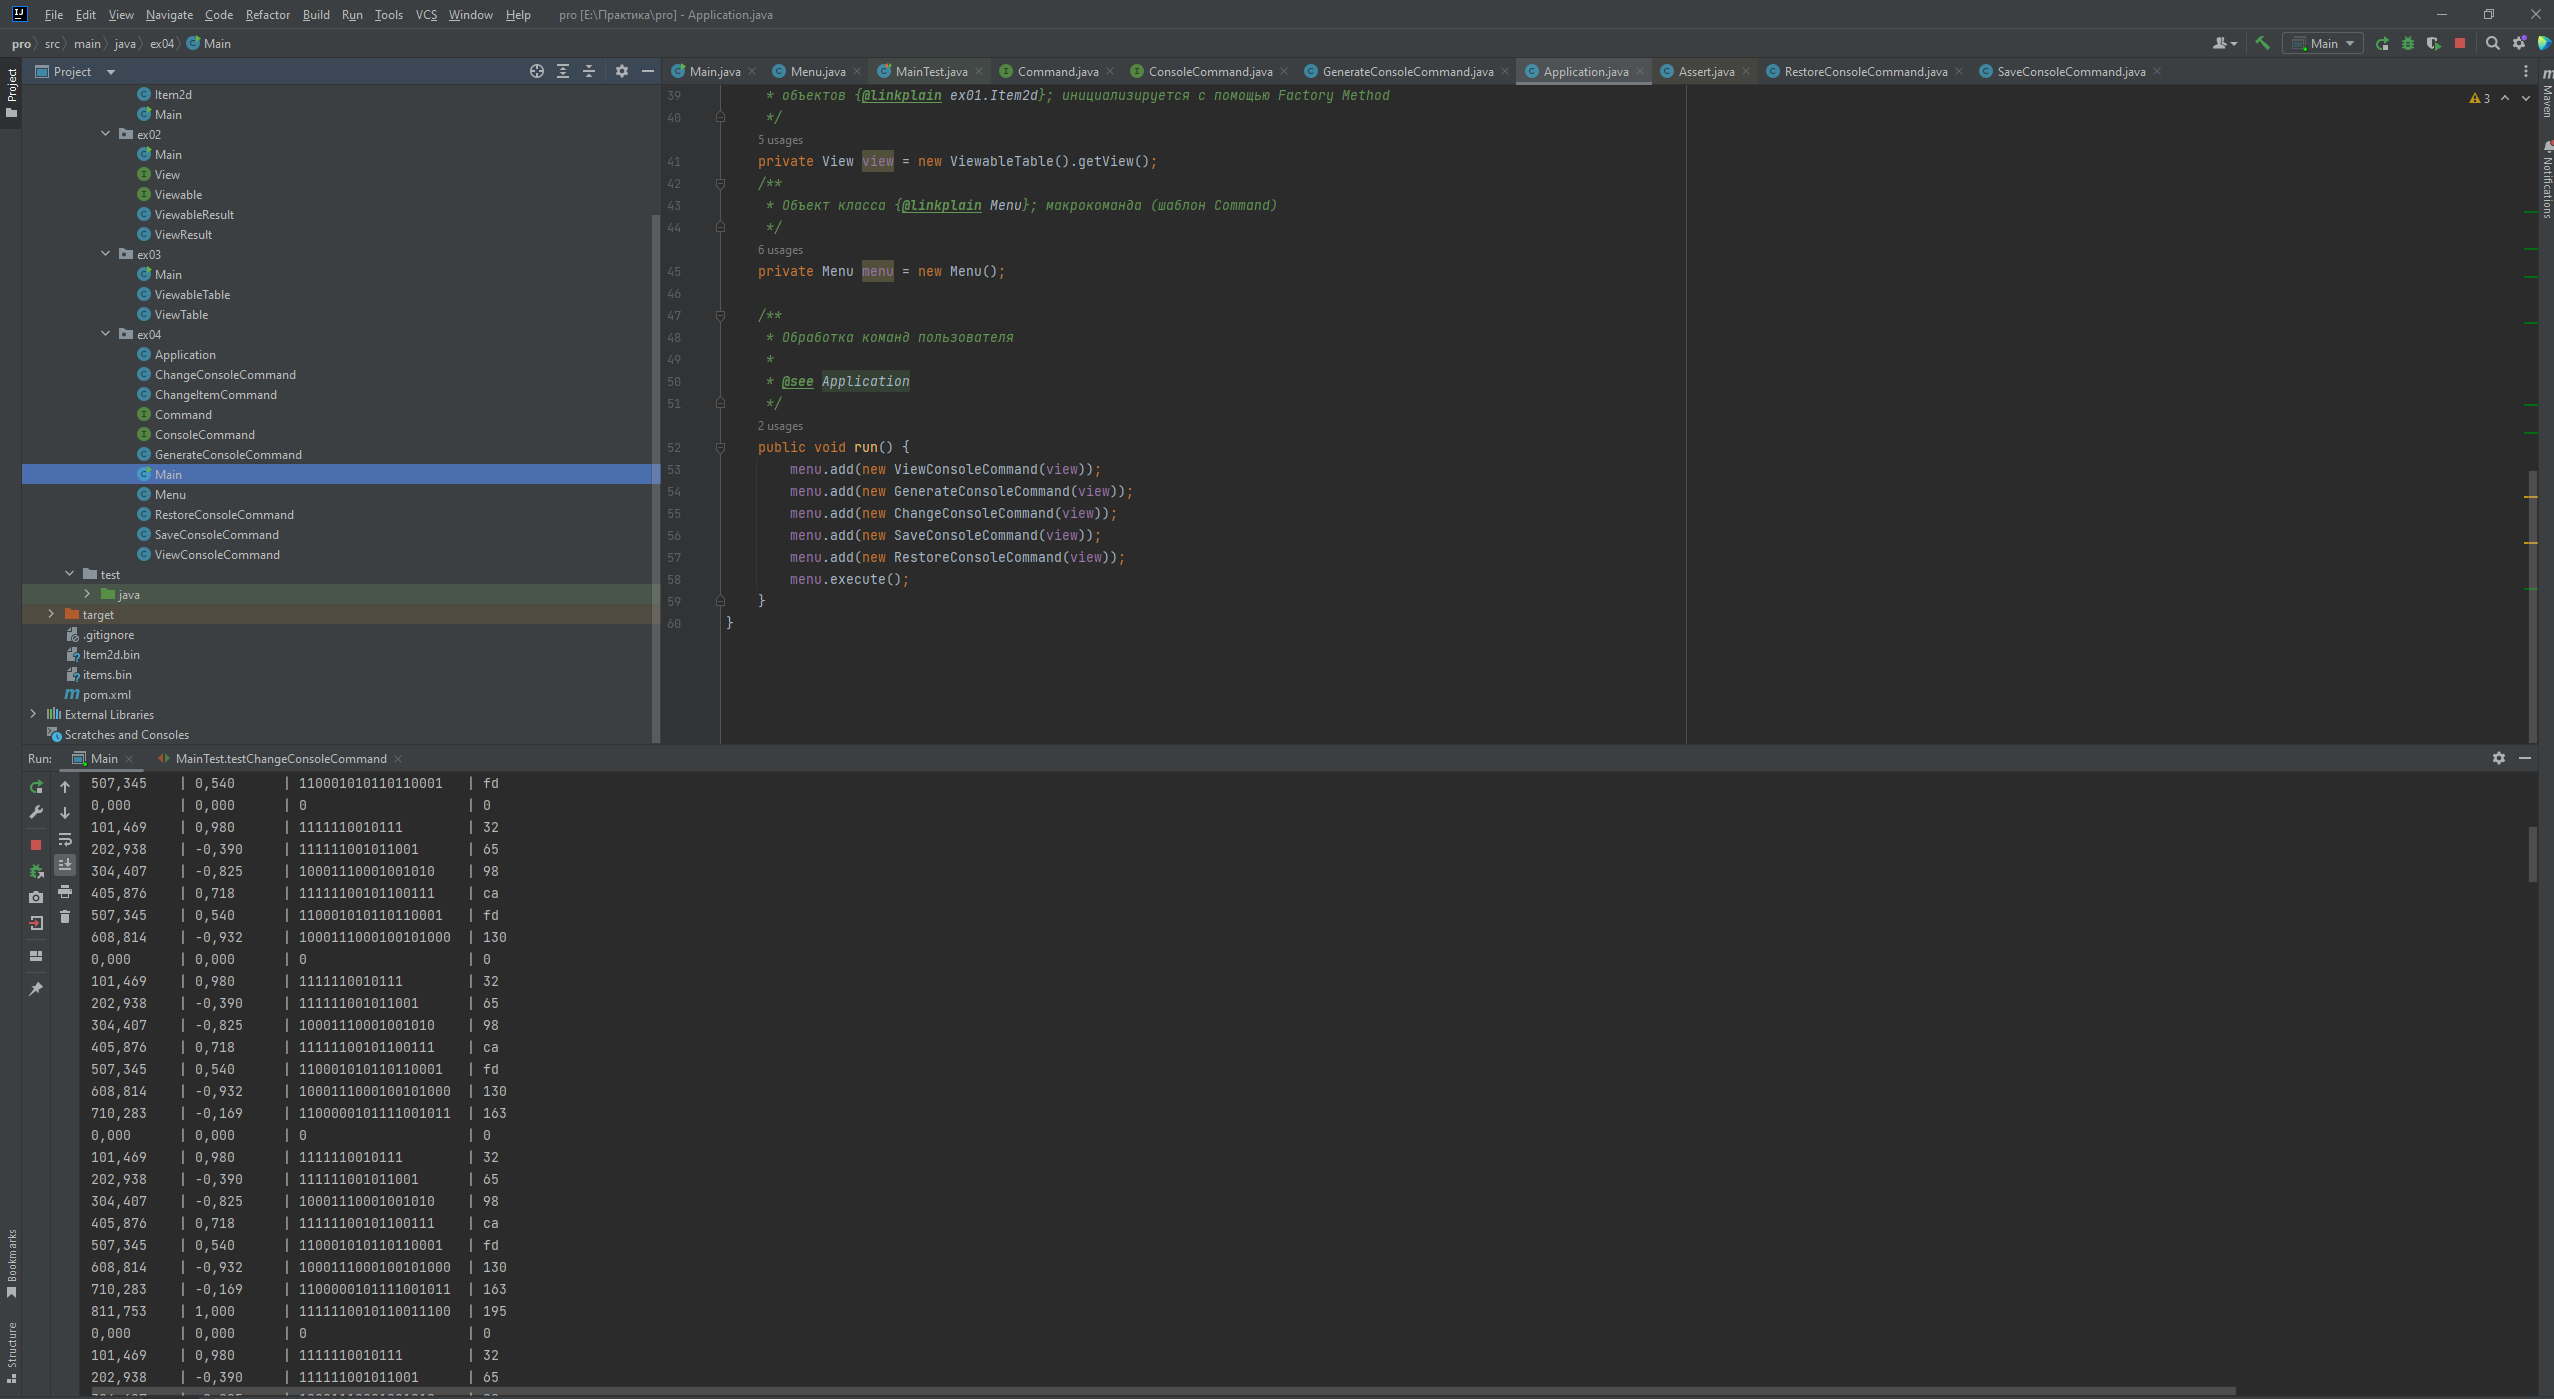 File Edit View Navigate Code Refactor Build Run Tools VCS Window Help pro [E:\Практика\pro] - Application.java
pro src main java ex04 Main
Main
Project
Main.java Menu.java MainTest.java Command.java ConsoleCommand.java GenerateConsoleCommand.java Application.java Assert.java RestoreConsoleCommand.java SaveConsoleCommand.java
Project
Item2d
Main
ex02
Main
View
Viewable
ViewableResult
ViewResult
ex03
Main
ViewableTable
ViewTable
ex04
Application
ChangeConsoleCommand
ChangeItemCommand
Command
ConsoleCommand
GenerateConsoleCommand
Main
Menu
RestoreConsoleCommand
SaveConsoleCommand
ViewConsoleCommand
test
java
target
.gitignore
Item2d.bin
items.bin
pom.xml
External Libraries
Scratches and Consoles
39 * объектов {@linkplain ex01.Item2d}; инициализируется с помощью Factory Method
40 */
5 usages
41 private View view = new ViewableTable().getView();
42 /**
43 * Объект класса {@linkplain Menu}; макрокоманда (шаблон Command)
44 */
6 usages
45 private Menu menu = new Menu();
46
47 /**
48 * Обработка команд пользователя
49 *
50 * @see Application
51 */
2 usages
52 public void run() {
53 menu.add(new ViewConsoleCommand(view));
54 menu.add(new GenerateConsoleCommand(view));
55 menu.add(new ChangeConsoleCommand(view));
56 menu.add(new SaveConsoleCommand(view));
57 menu.add(new RestoreConsoleCommand(view));
58 menu.execute();
59 }
60 }
3
Maven
Notifications
Run: Main MainTest.testChangeConsoleCommand
507,345 | 0,540 | 110001010110110001 | fd
0,000 | 0,000 | 0 | 0
101,469 | 0,980 | 1111110010111 | 32
202,938 | -0,390 | 111111001011001 | 65
304,407 | -0,825 | 10001110001001010 | 98
405,876 | 0,718 | 11111100101100111 | ca
507,345 | 0,540 | 110001010110110001 | fd
608,814 | -0,932 | 1000111000100101000 | 130
0,000 | 0,000 | 0 | 0
101,469 | 0,980 | 1111110010111 | 32
202,938 | -0,390 | 111111001011001 | 65
304,407 | -0,825 | 10001110001001010 | 98
405,876 | 0,718 | 11111100101100111 | ca
507,345 | 0,540 | 110001010110110001 | fd
608,814 | -0,932 | 1000111000100101000 | 130
710,283 | -0,169 | 1100000101111001011 | 163
0,000 | 0,000 | 0 | 0
101,469 | 0,980 | 1111110010111 | 32
202,938 | -0,390 | 111111001011001 | 65
304,407 | -0,825 | 10001110001001010 | 98
405,876 | 0,718 | 11111100101100111 | ca
507,345 | 0,540 | 110001010110110001 | fd
608,814 | -0,932 | 1000111000100101000 | 130
710,283 | -0,169 | 1100000101111001011 | 163
811,753 | 1,000 | 1111110010110011100 | 195
0,000 | 0,000 | 0 | 0
101,469 | 0,980 | 1111110010111 | 32
202,938 | -0,390 | 111111001011001 | 65
Bookmarks
Structure